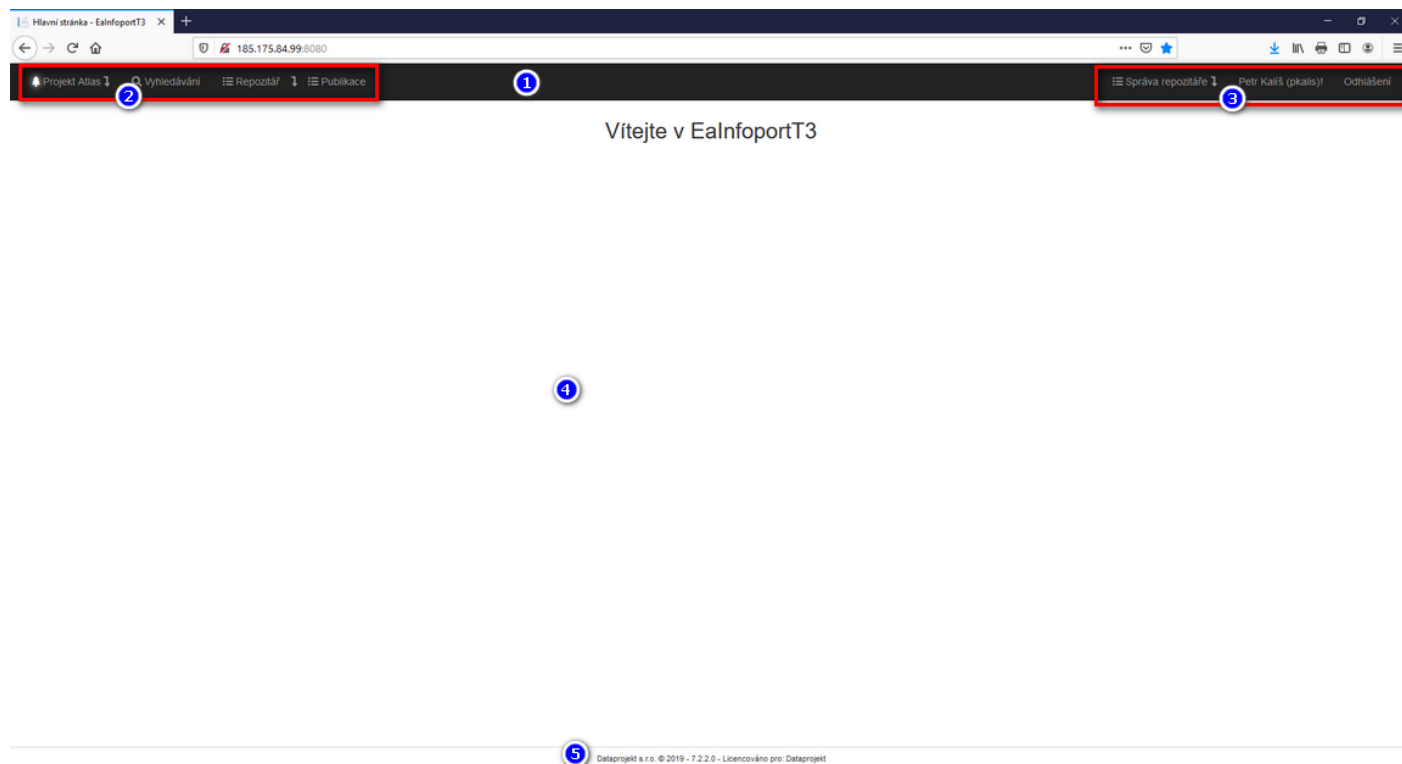 Hlavní stránka - EaInfoportT3
185.175.84.99:8080
Projekt Atlas Vyhledávání Repozitář Publikace 1 Správa repozitáře Petr Kališ (pkalis)! Odhlášení
2 3
Vítejte v EaInfoportT3
4
5 Dataprojekt s.r.o. © 2019 - 7.2.2.0 - Licencováno pro: Dataprojekt